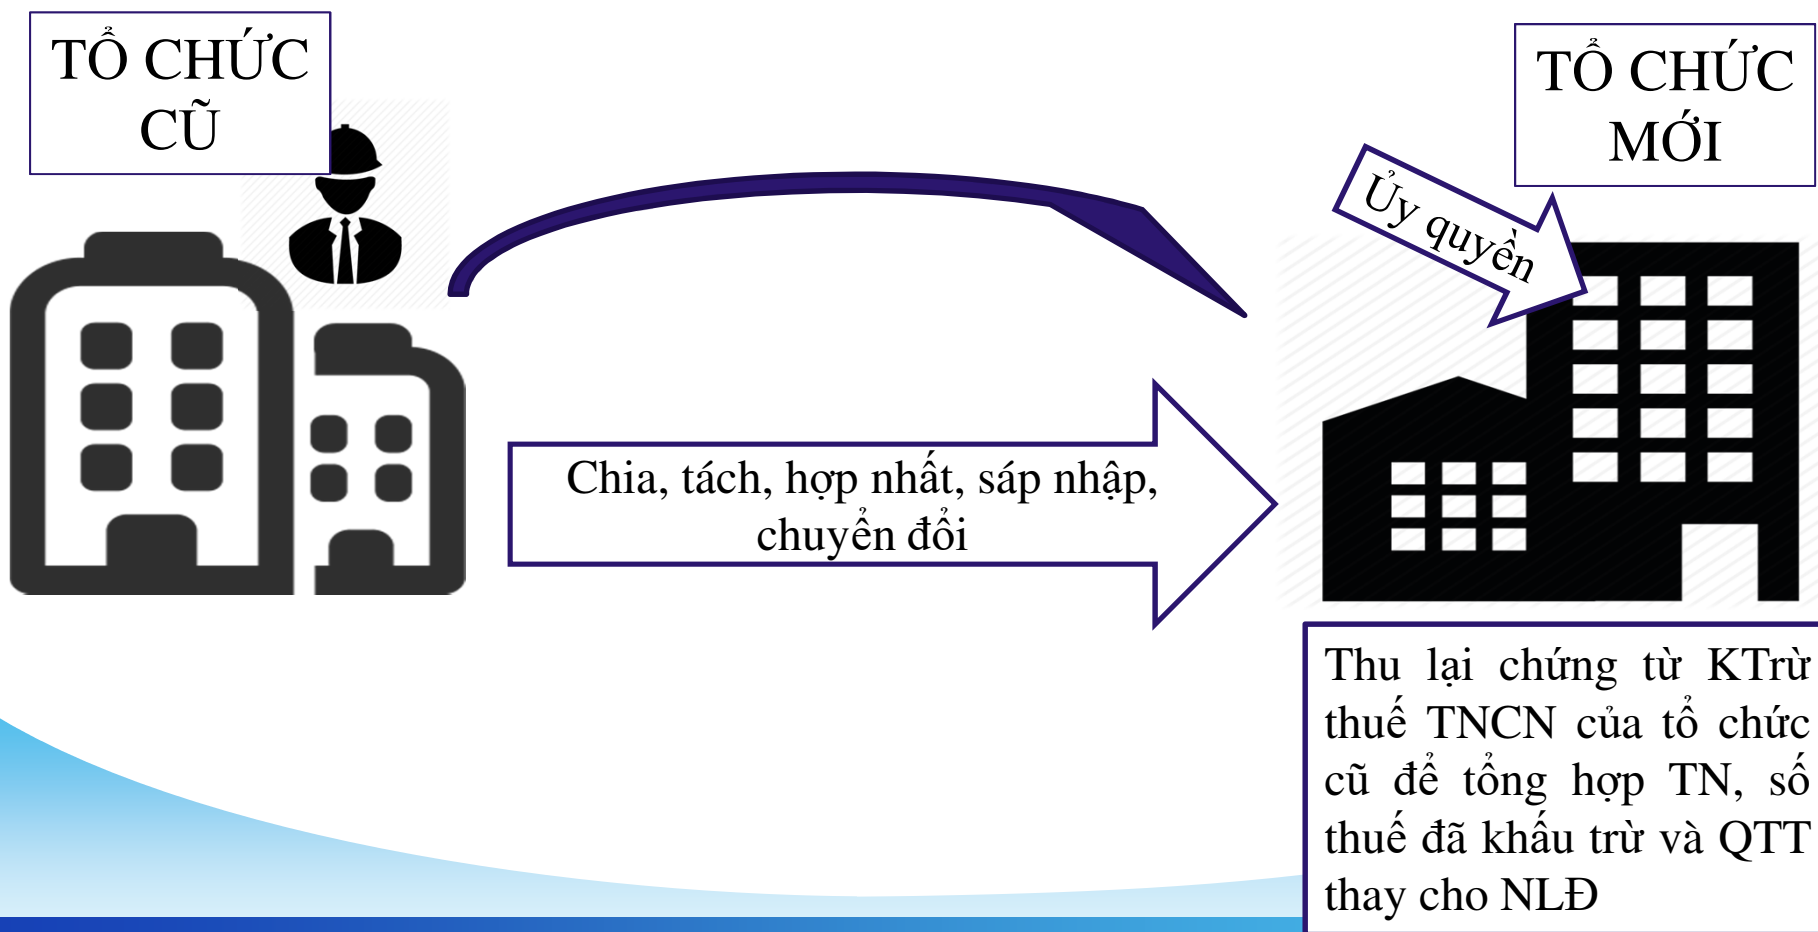 TỔ CHỨC
CŨ
TỔ CHỨC
MỚI
Ủy quyền
Chia, tách, hợp nhất, sáp nhập,
chuyển đổi
Thu lại chứng từ KTrừ
thuế TNCN của tổ chức
cũ để tổng hợp TN, số
thuế đã khấu trừ và QTT
thay cho NLĐ